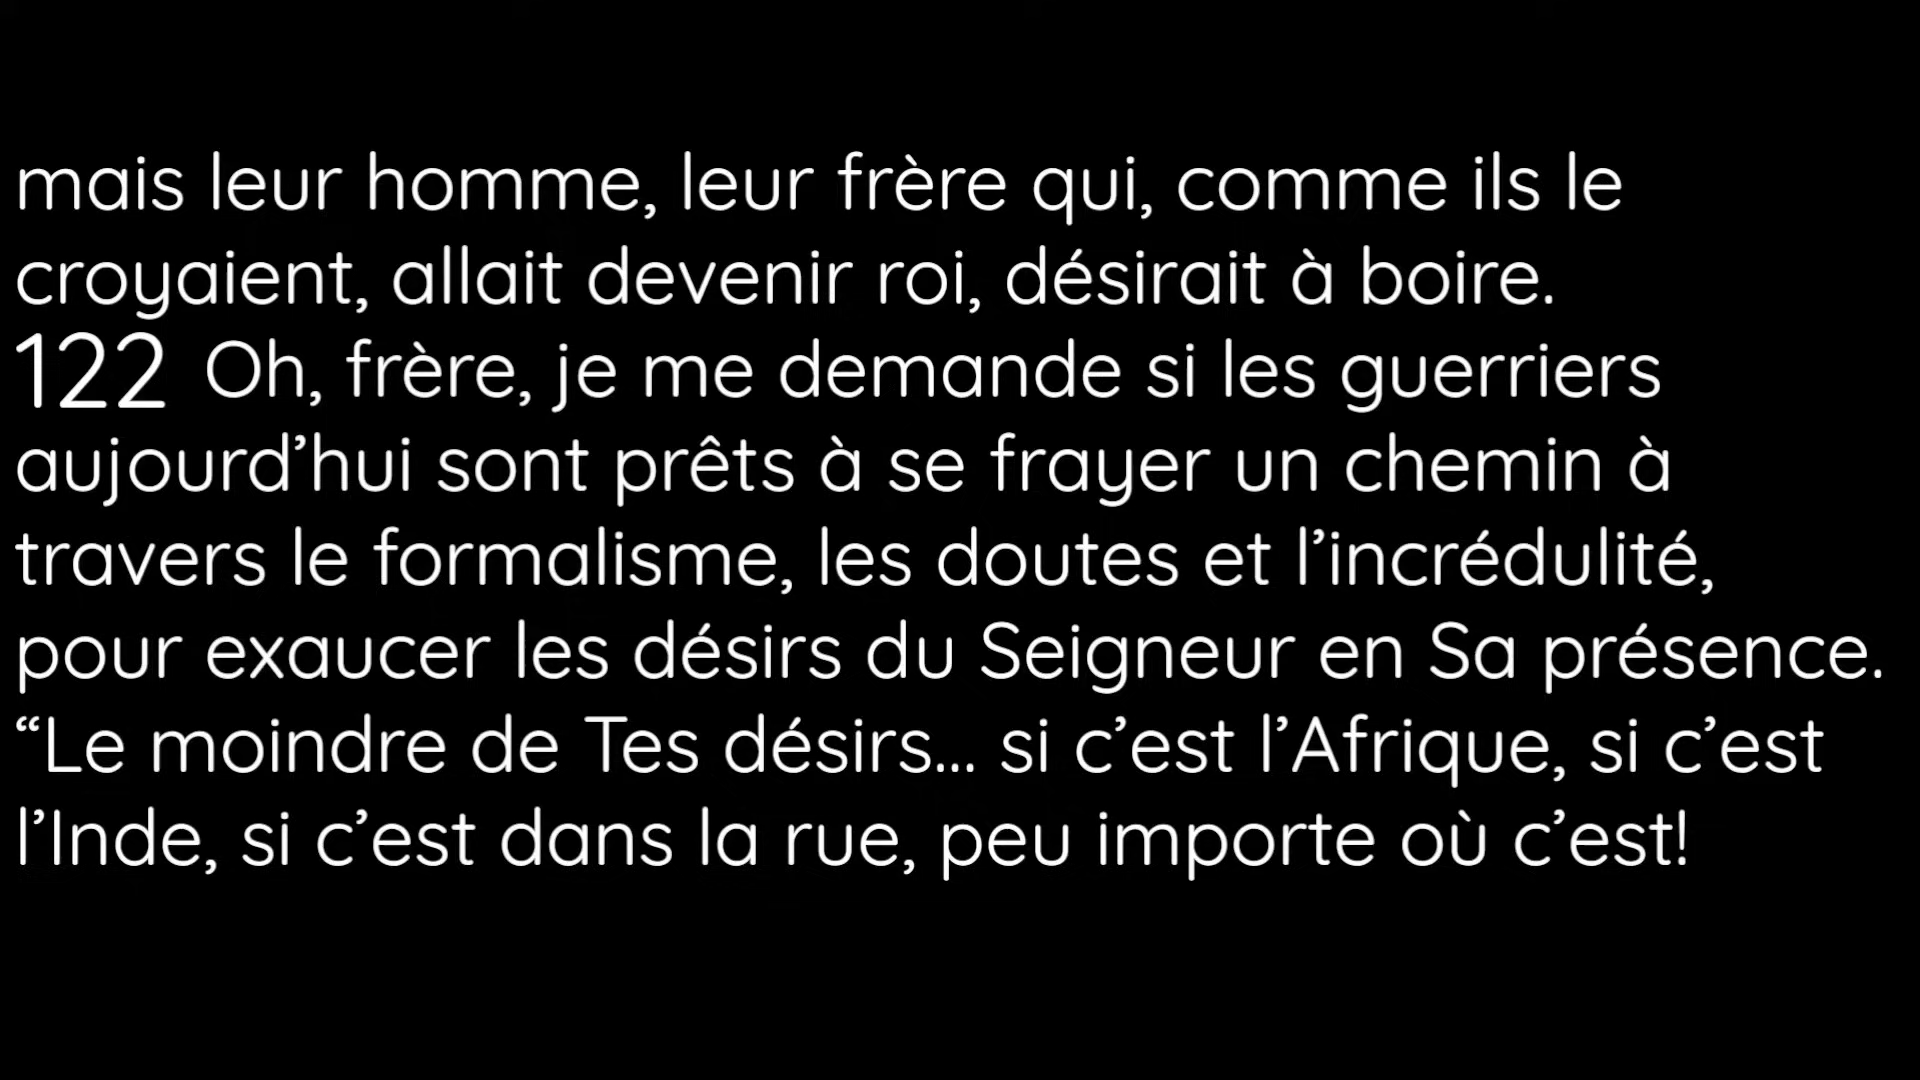 mais leur homme, leur frère qui, comme ils le
croyaient, allait devenir roi, désirait à boire.
122 Oh, frère, je me demande si les guerriers
aujourd’hui sont prêts à se frayer un chemin à
travers le formalisme, les doutes et l’incrédulité,
pour exaucer les désirs du Seigneur en Sa présence.
“Le moindre de Tes désirs... si c’est l’Afrique, si c’est
l’Inde, si c’est dans la rue, peu importe où c’est!